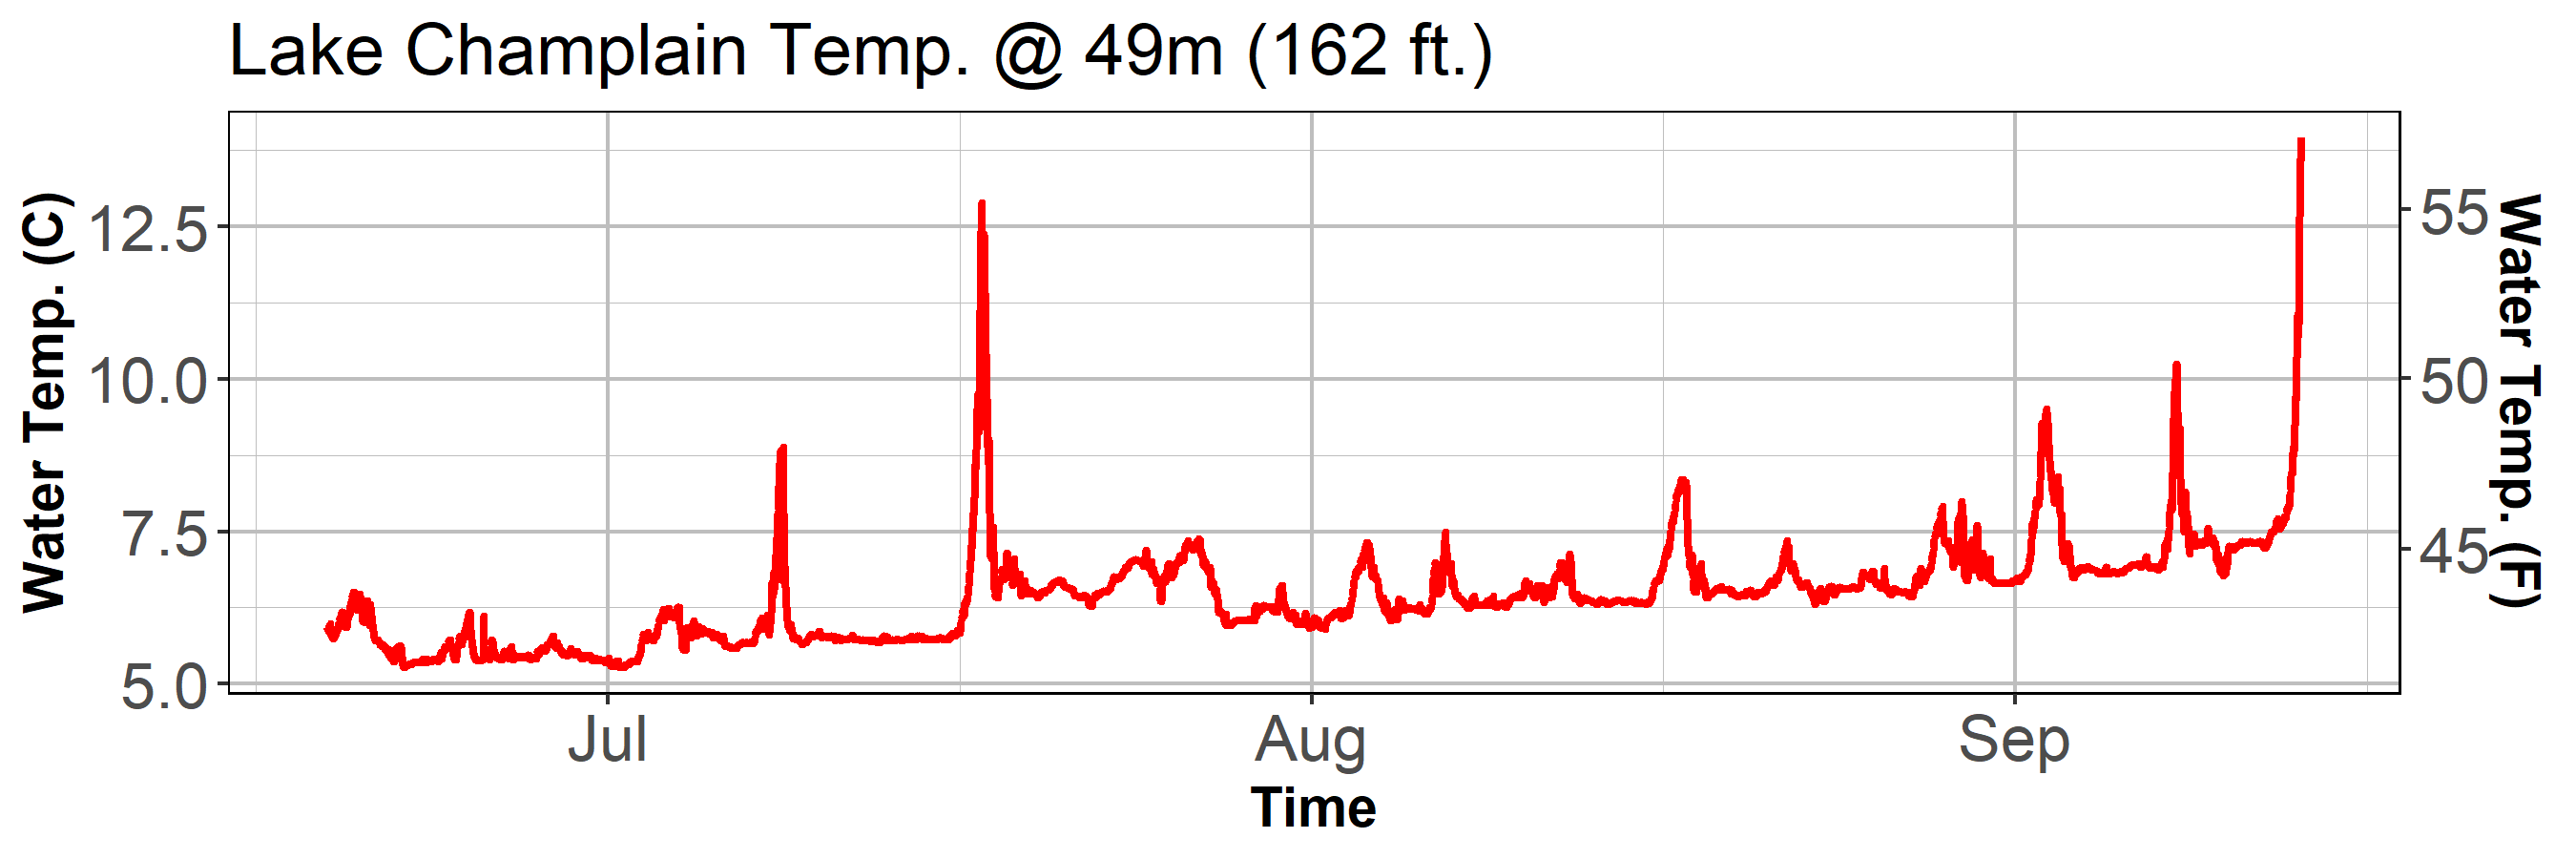 Lake Champlain Temp. @ 49m (162 ft.)
Water Temp. (C)
12.5
10.0
7.5
5.0
55
50
45
Water Temp. (F)
Jul
Aug
Sep
Time